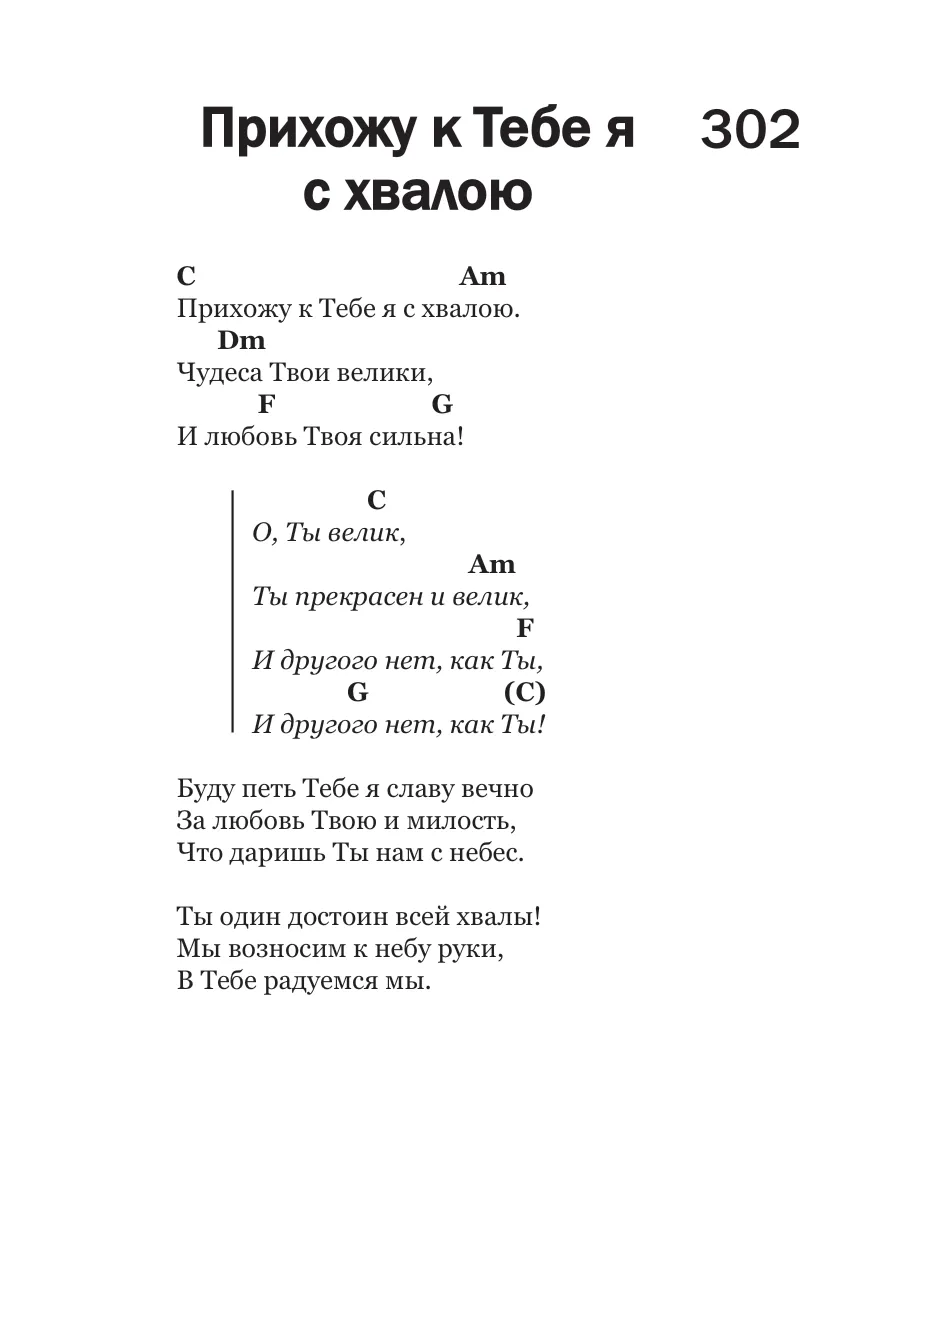 Прихожу к Тебе я 302
с хвалою
C Am
Прихожу к Тебе я с хвалою.
Dm
Чудеса Твои велики,
F G
И любовь Твоя сильна!
C
О, Ты велик,
Am
Ты прекрасен и велик,
F
И другого нет, как Ты,
G (C)
И другого нет, как Ты!
Буду петь Тебе я славу вечно
За любовь Твою и милость,
Что даришь Ты нам с небес.
Ты один достоин всей хвалы!
Мы возносим к небу руки,
В Тебе радуемся мы.